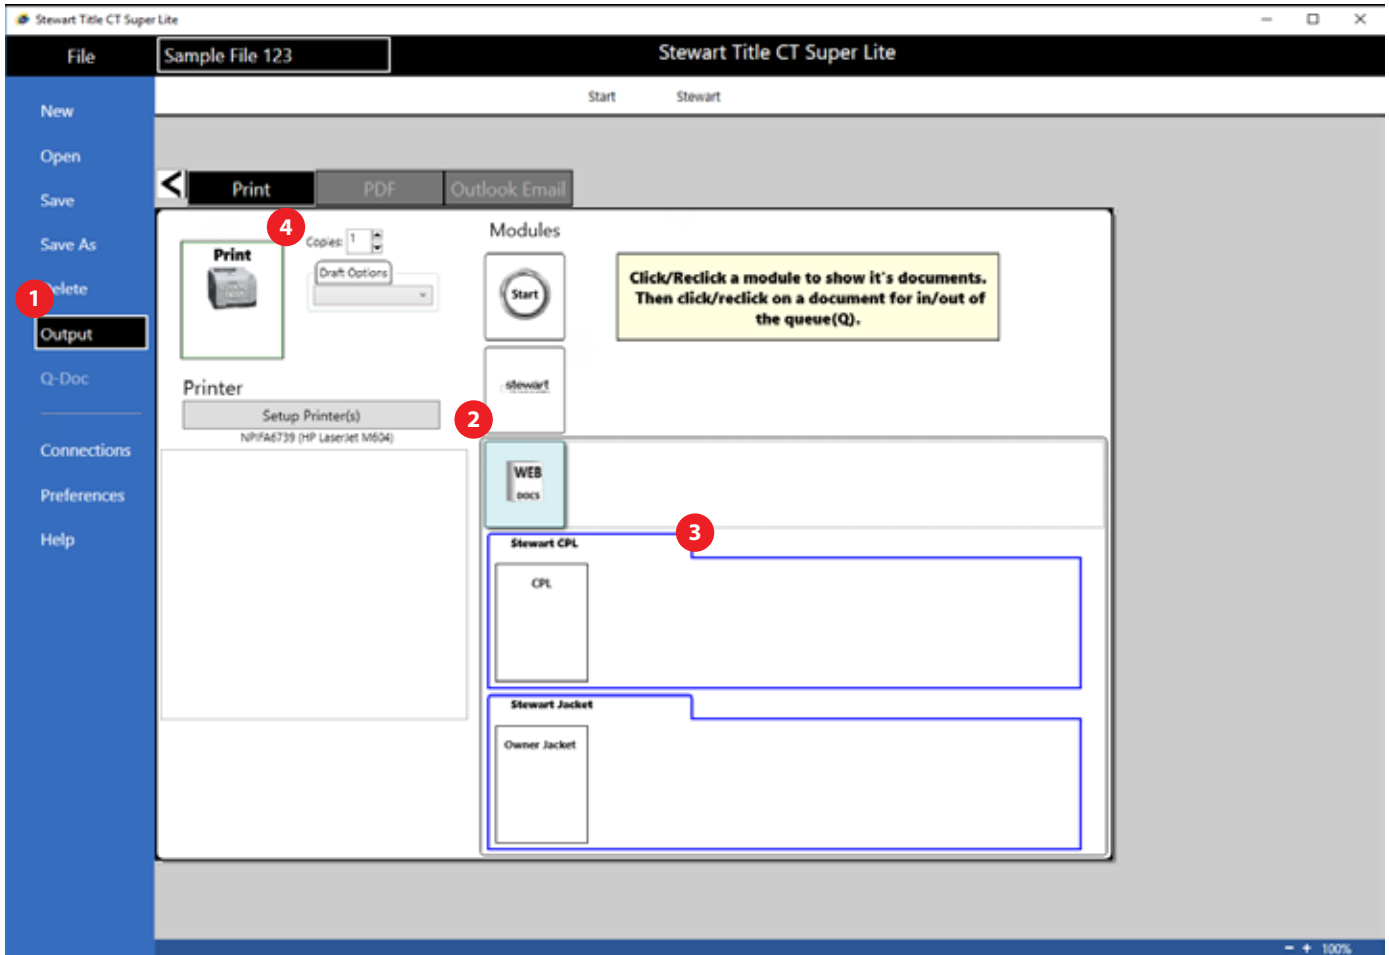 Stewart Title CT Super Lite
File
Sample File 123
Stewart Title CT Super Lite
Start
Stewart
New
Open
Save
Save As
Delete
1
Output
Q-Doc
Connections
Preferences
Help
<
Print
PDF
Outlook Email
4
Print
Copies:
1
Draft Options
Printer
Setup Printer(s)
NPIFA6739 (HP LaserJet M604)
Modules
Start
stewart
Click/Reclick a module to show it's documents.
Then click/reclick on a document for in/out of
the queue(Q).
2
WEB
DOCS
3
Stewart CPL
CPL
Stewart Jacket
Owner Jacket
- + 100%